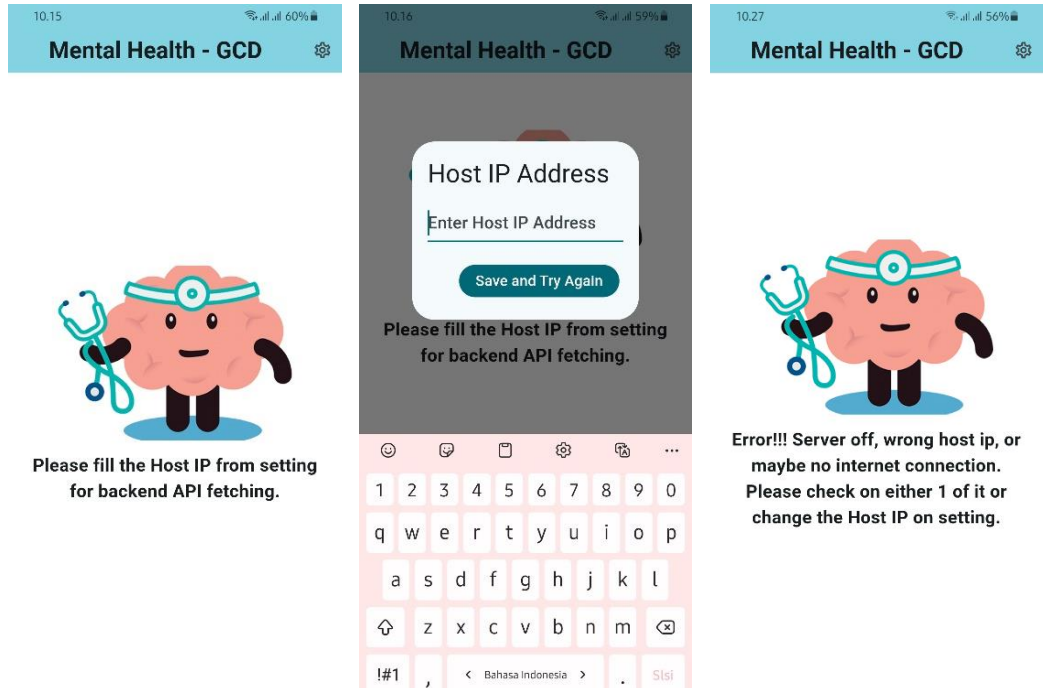 10.15
60%
Mental Health - GCD
Please fill the Host IP from setting
for backend API fetching.
10.16
59%
Mental Health - GCD
Host IP Address
Enter Host IP Address
Save and Try Again
Please fill the Host IP from setting
for backend API fetching.
1 2 3 4 5 6 7 8 9 0
q w e r t y u i o p
a s d f g h j k l
z x c v b n m
!#1 , < Bahasa Indonesia > . Sisi
10.27
56%
Mental Health - GCD
Error!!! Server off, wrong host ip, or
maybe no internet connection.
Please check on either 1 of it or
change the Host IP on setting.